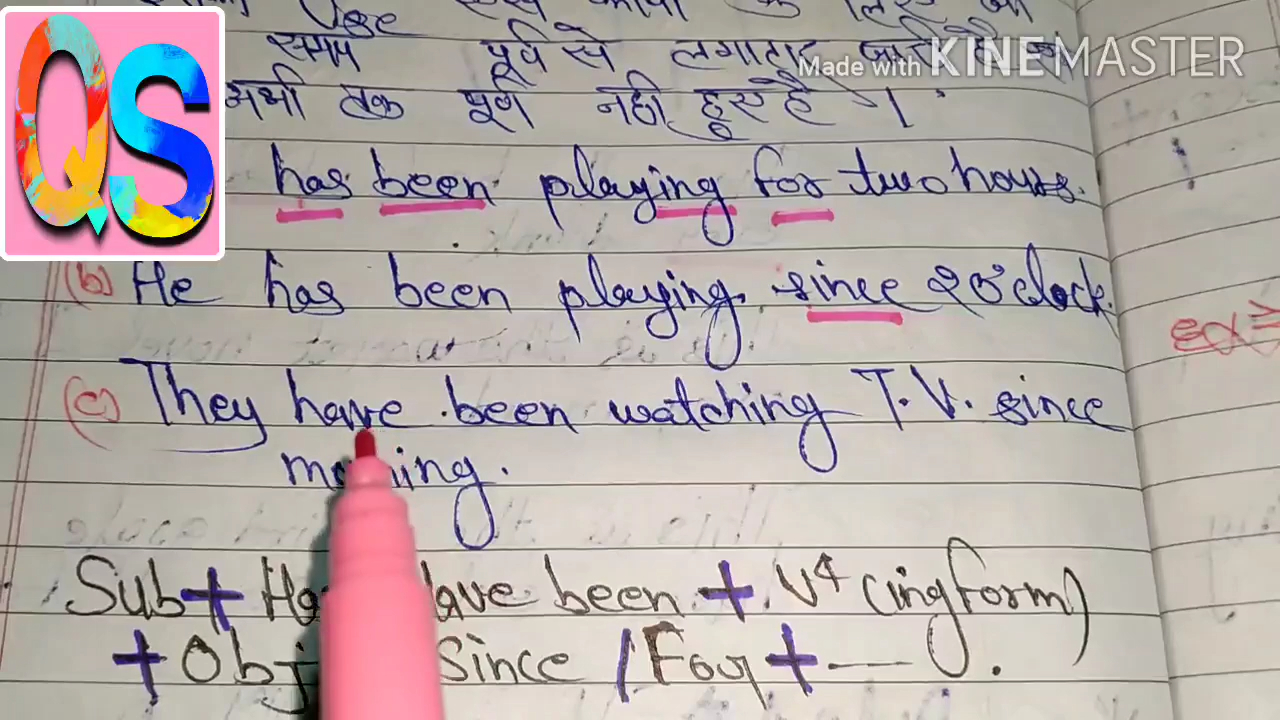 Use
समय पूर्व से लगातार
अभी तक पूर्ण नही हुए है।
QS
Made with KINEMASTER
has been playing for two hours.
(b) He has been playing since 2 o'clock.
(c) They have been watching T.V. since
morning.
Sub + Has have been + V4 (ing form)
+ Obj since / For + — .
ex